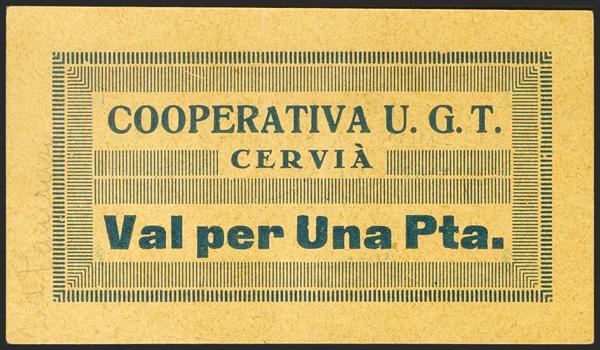 COOPERATIVA U. G. T.
CERVIÀ
Val per Una Pta.